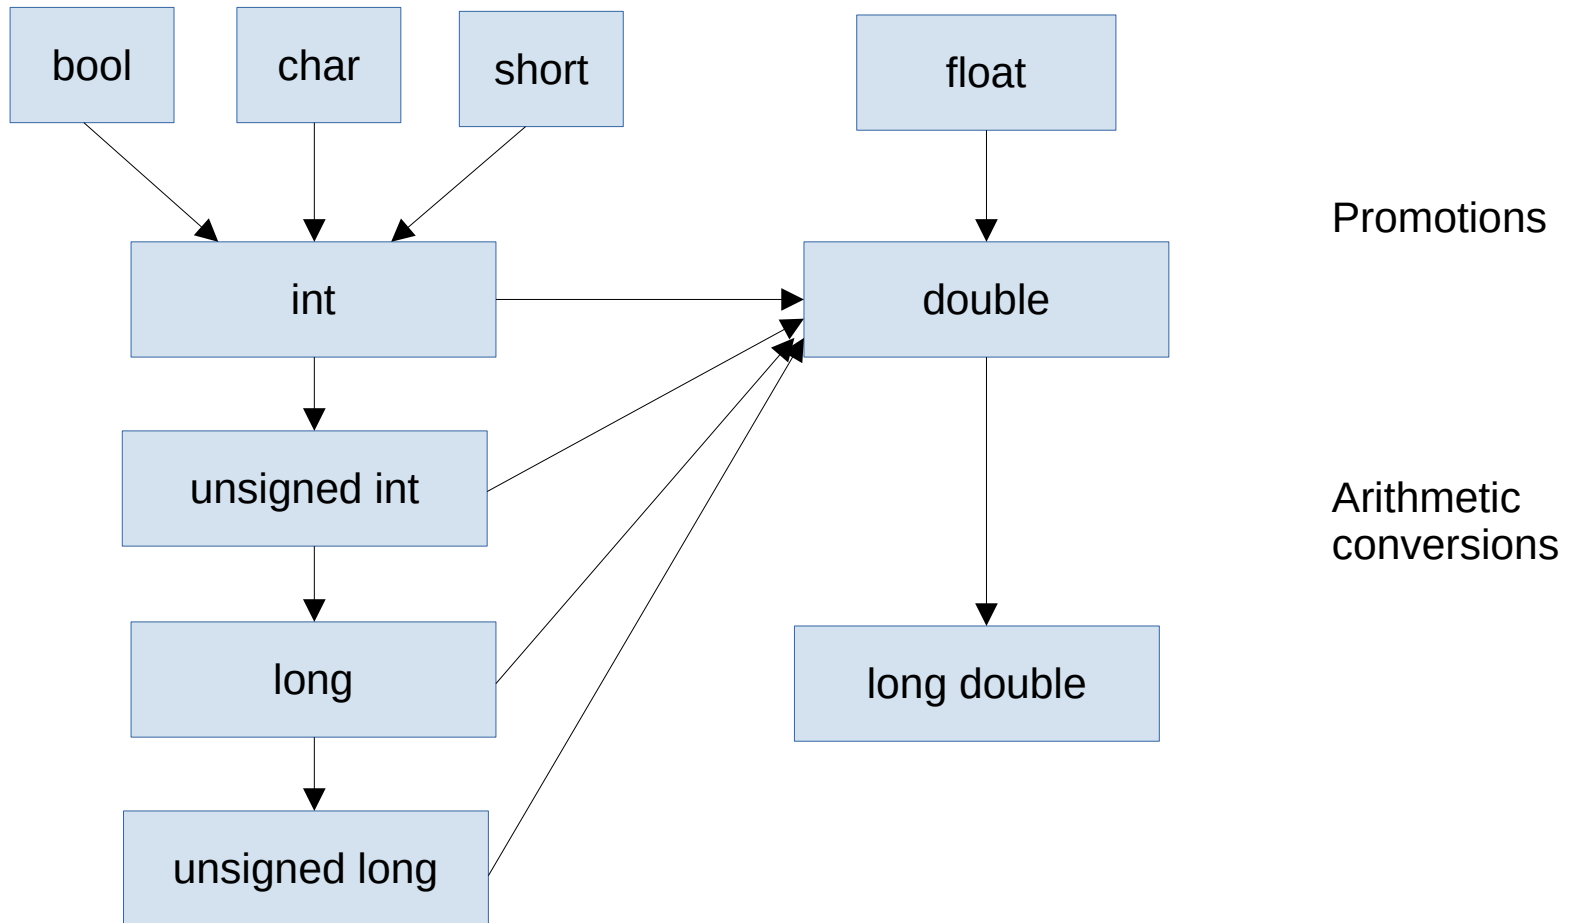 bool
char
short
float
Promotions
int
double
unsigned int
Arithmetic
conversions
long
long double
unsigned long